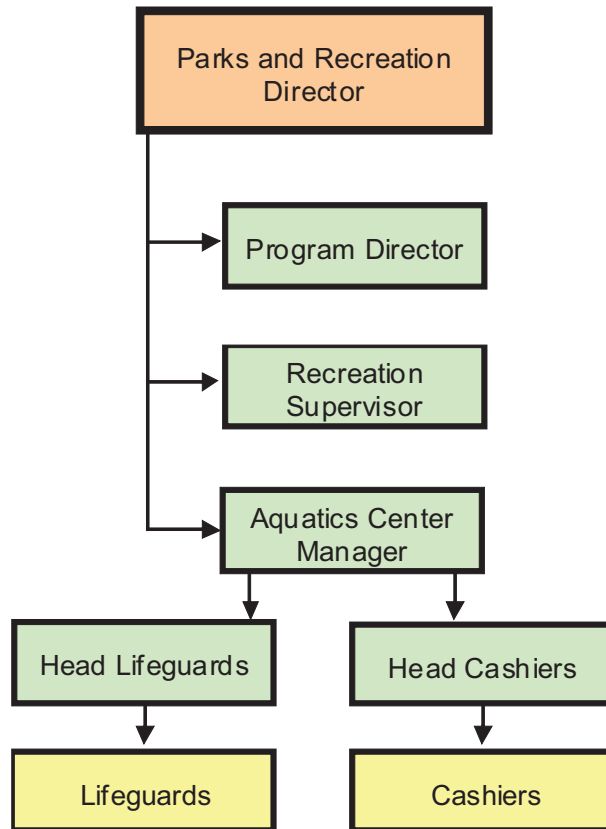 Parks and Recreation
Director
Program Director
Recreation
Supervisor
Aquatics Center
Manager
Head Lifeguards
Head Cashiers
Lifeguards
Cashiers